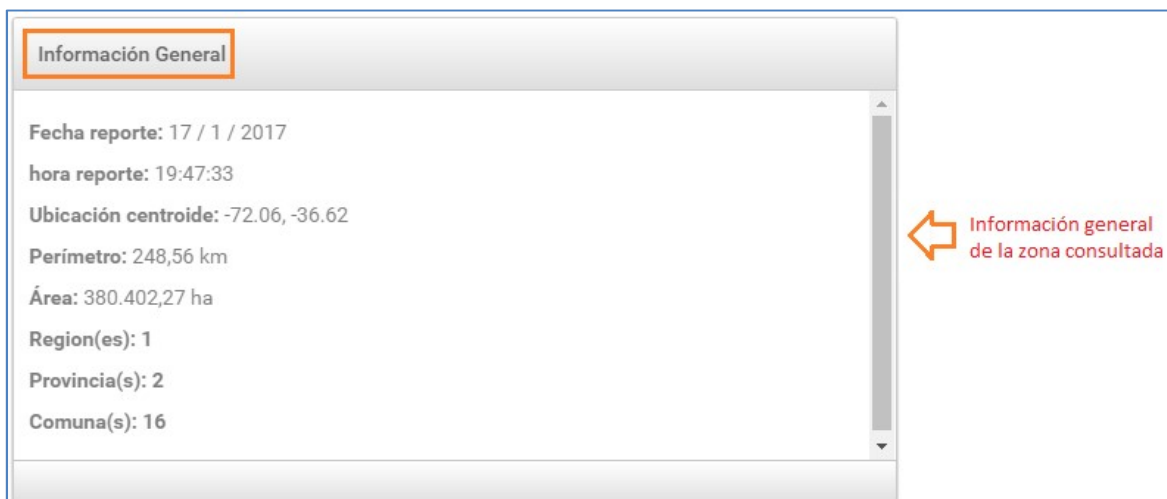 Información General
Fecha reporte: 17 / 1 / 2017
hora reporte: 19:47:33
Ubicación centroide: -72.06, -36.62
Perímetro: 248,56 km
Área: 380.402,27 ha
Region(es): 1
Provincia(s): 2
Comuna(s): 16
Información general
de la zona consultada